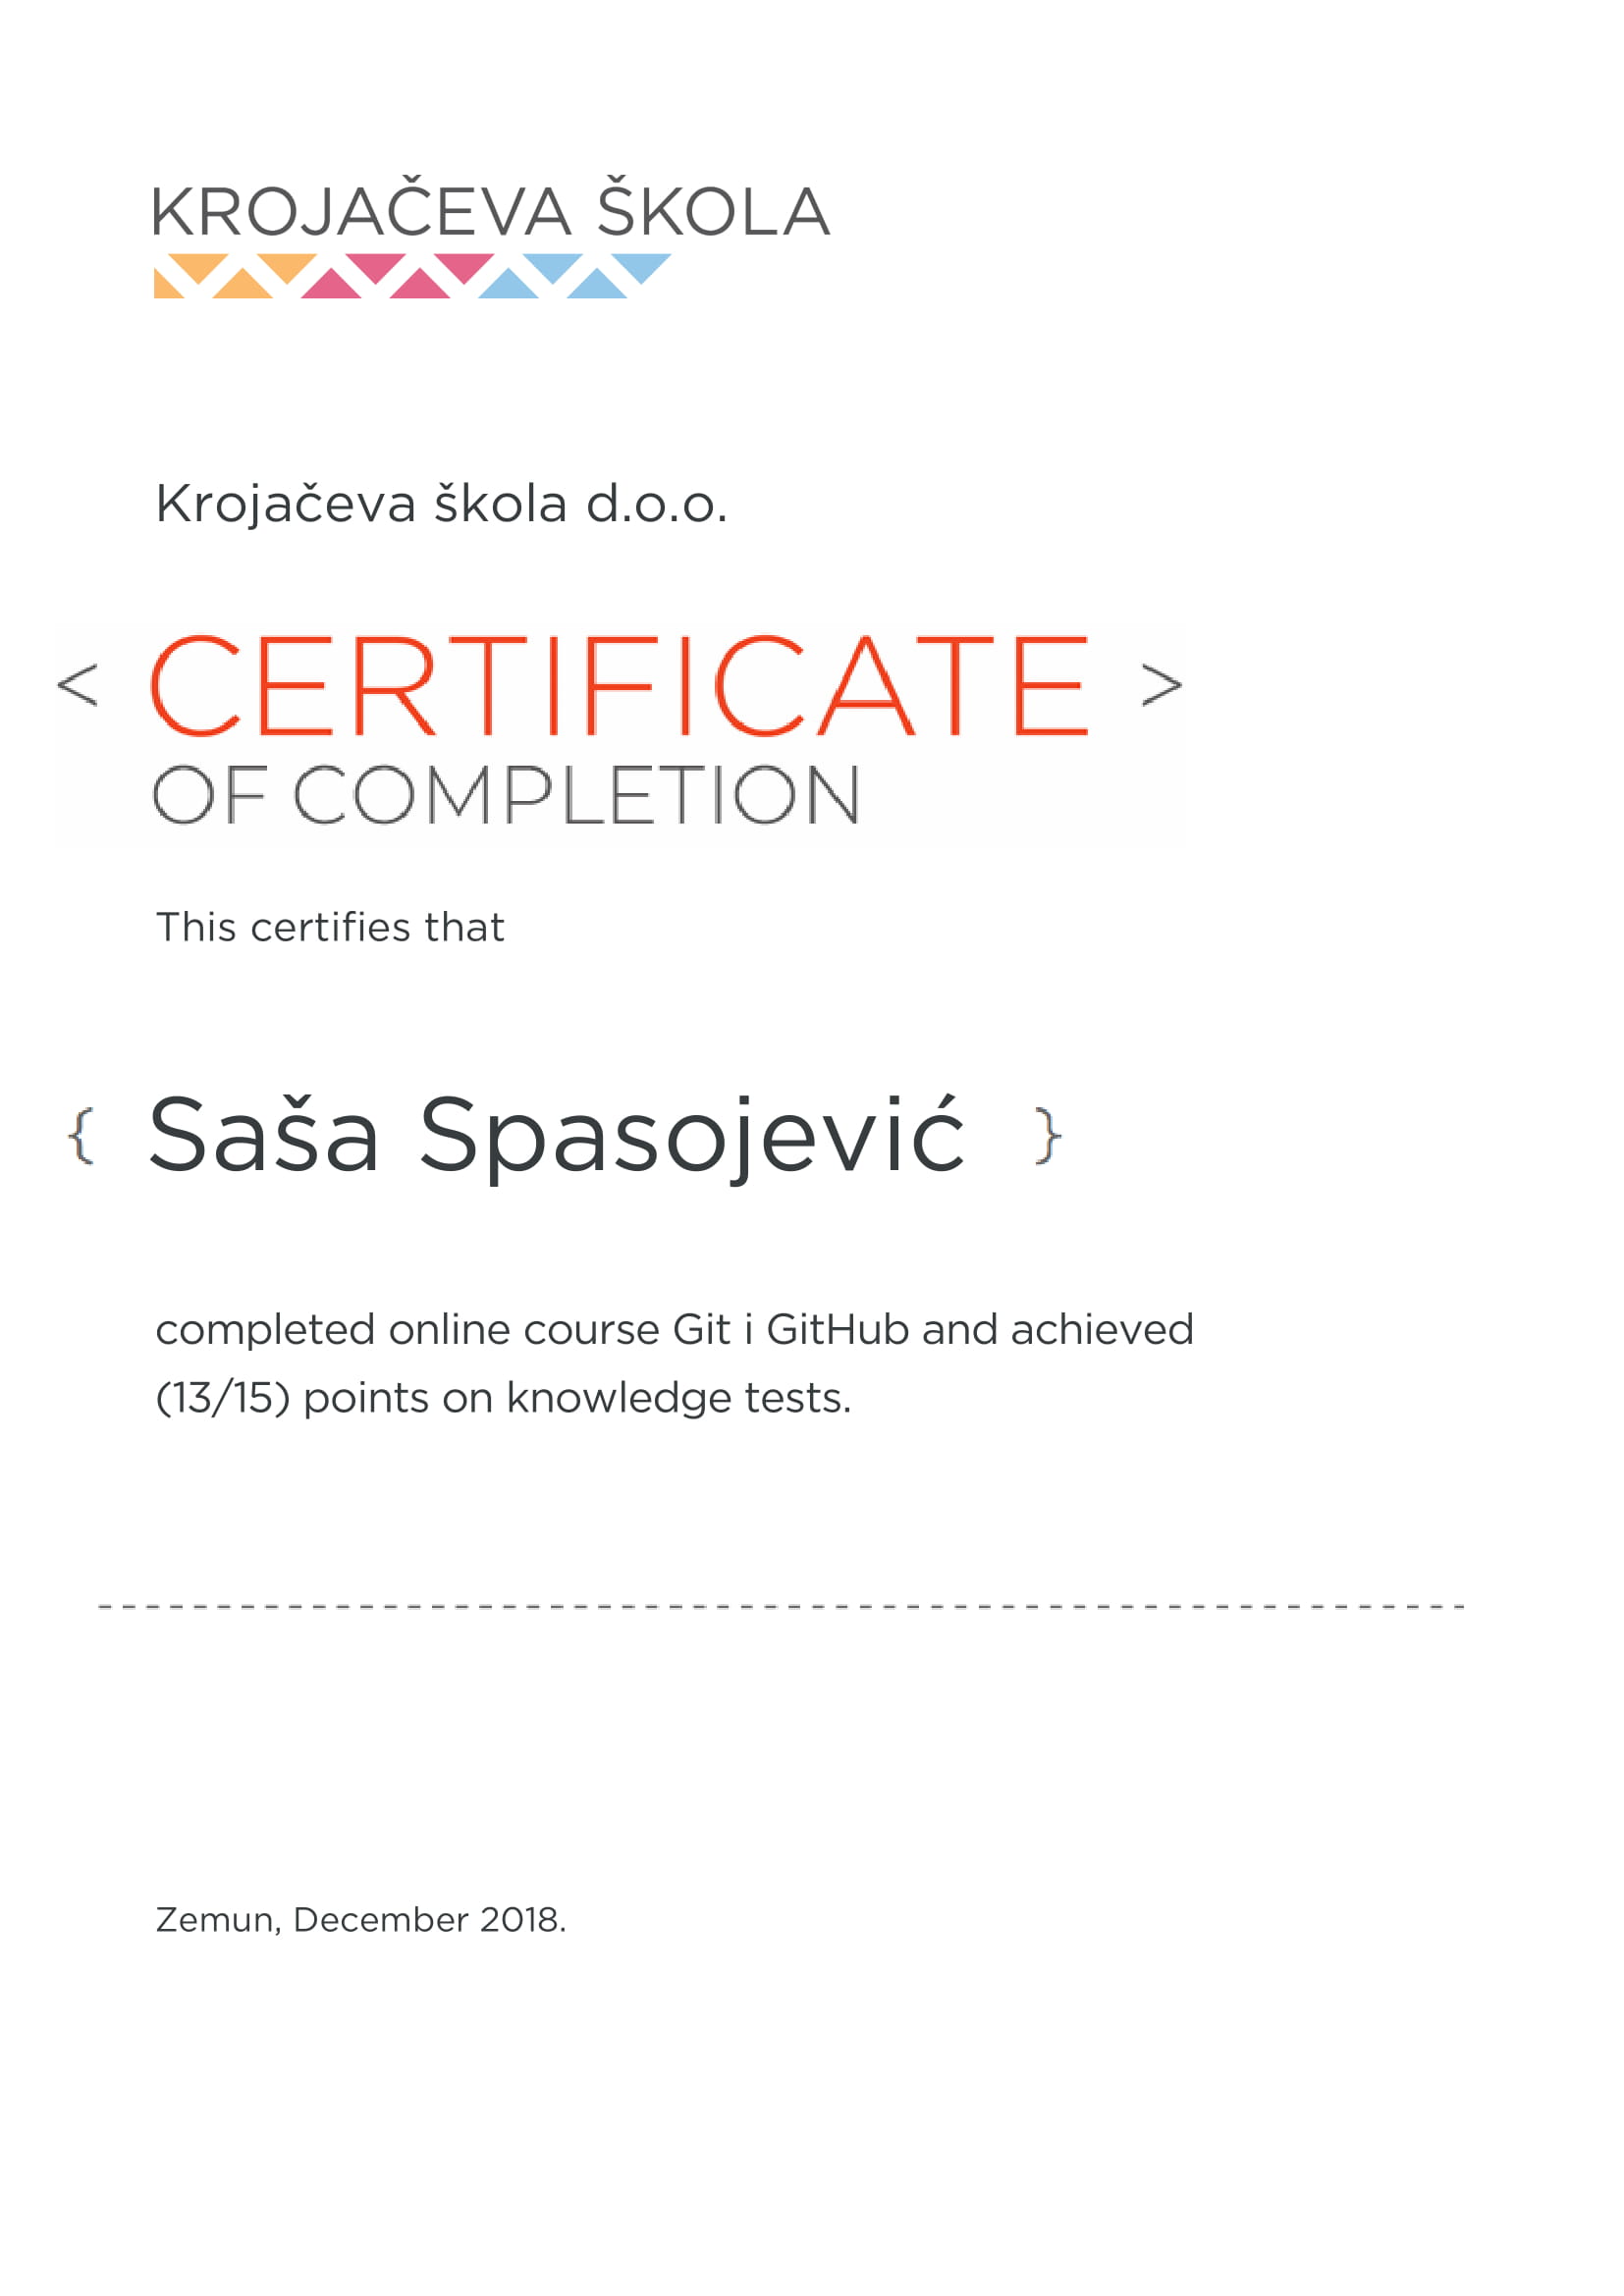 KROJAČEVA ŠKOLA
Krojačeva škola d.o.o.
< CERTIFICATE >
OF COMPLETION
This certifies that
{ Saša Spasojević }
completed online course Git i GitHub and achieved
(13/15) points on knowledge tests.
Zemun, December 2018.